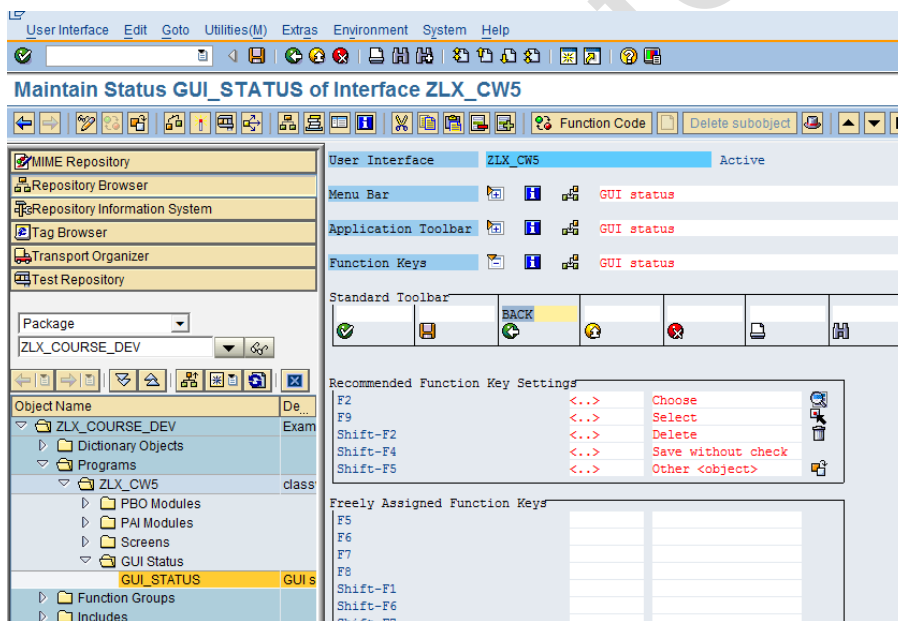 User Interface Edit Goto Utilities(M) Extras Environment System Help
Maintain Status GUI_STATUS of Interface ZLX_CW5
Function Code Delete subobject
MIME Repository
Repository Browser
Repository Information System
Tag Browser
Transport Organizer
Test Repository
Package
ZLX_COURSE_DEV
Object Name De...
ZLX_COURSE_DEV Exam
Dictionary Objects
Programs
ZLX_CW5 class
PBO Modules
PAI Modules
Screens
GUI Status
GUI_STATUS GUI s
Function Groups
Includes
User Interface ZLX_CW5 Active
Menu Bar GUI status
Application Toolbar GUI status
Function Keys GUI status
Standard Toolbar
BACK
Recommended Function Key Settings
F2 <..> Choose
F9 <..> Select
Shift-F2 <..> Delete
Shift-F4 <..> Save without check
Shift-F5 <..> Other <object>
Freely Assigned Function Keys
F5
F6
F7
F8
Shift-F1
Shift-F6